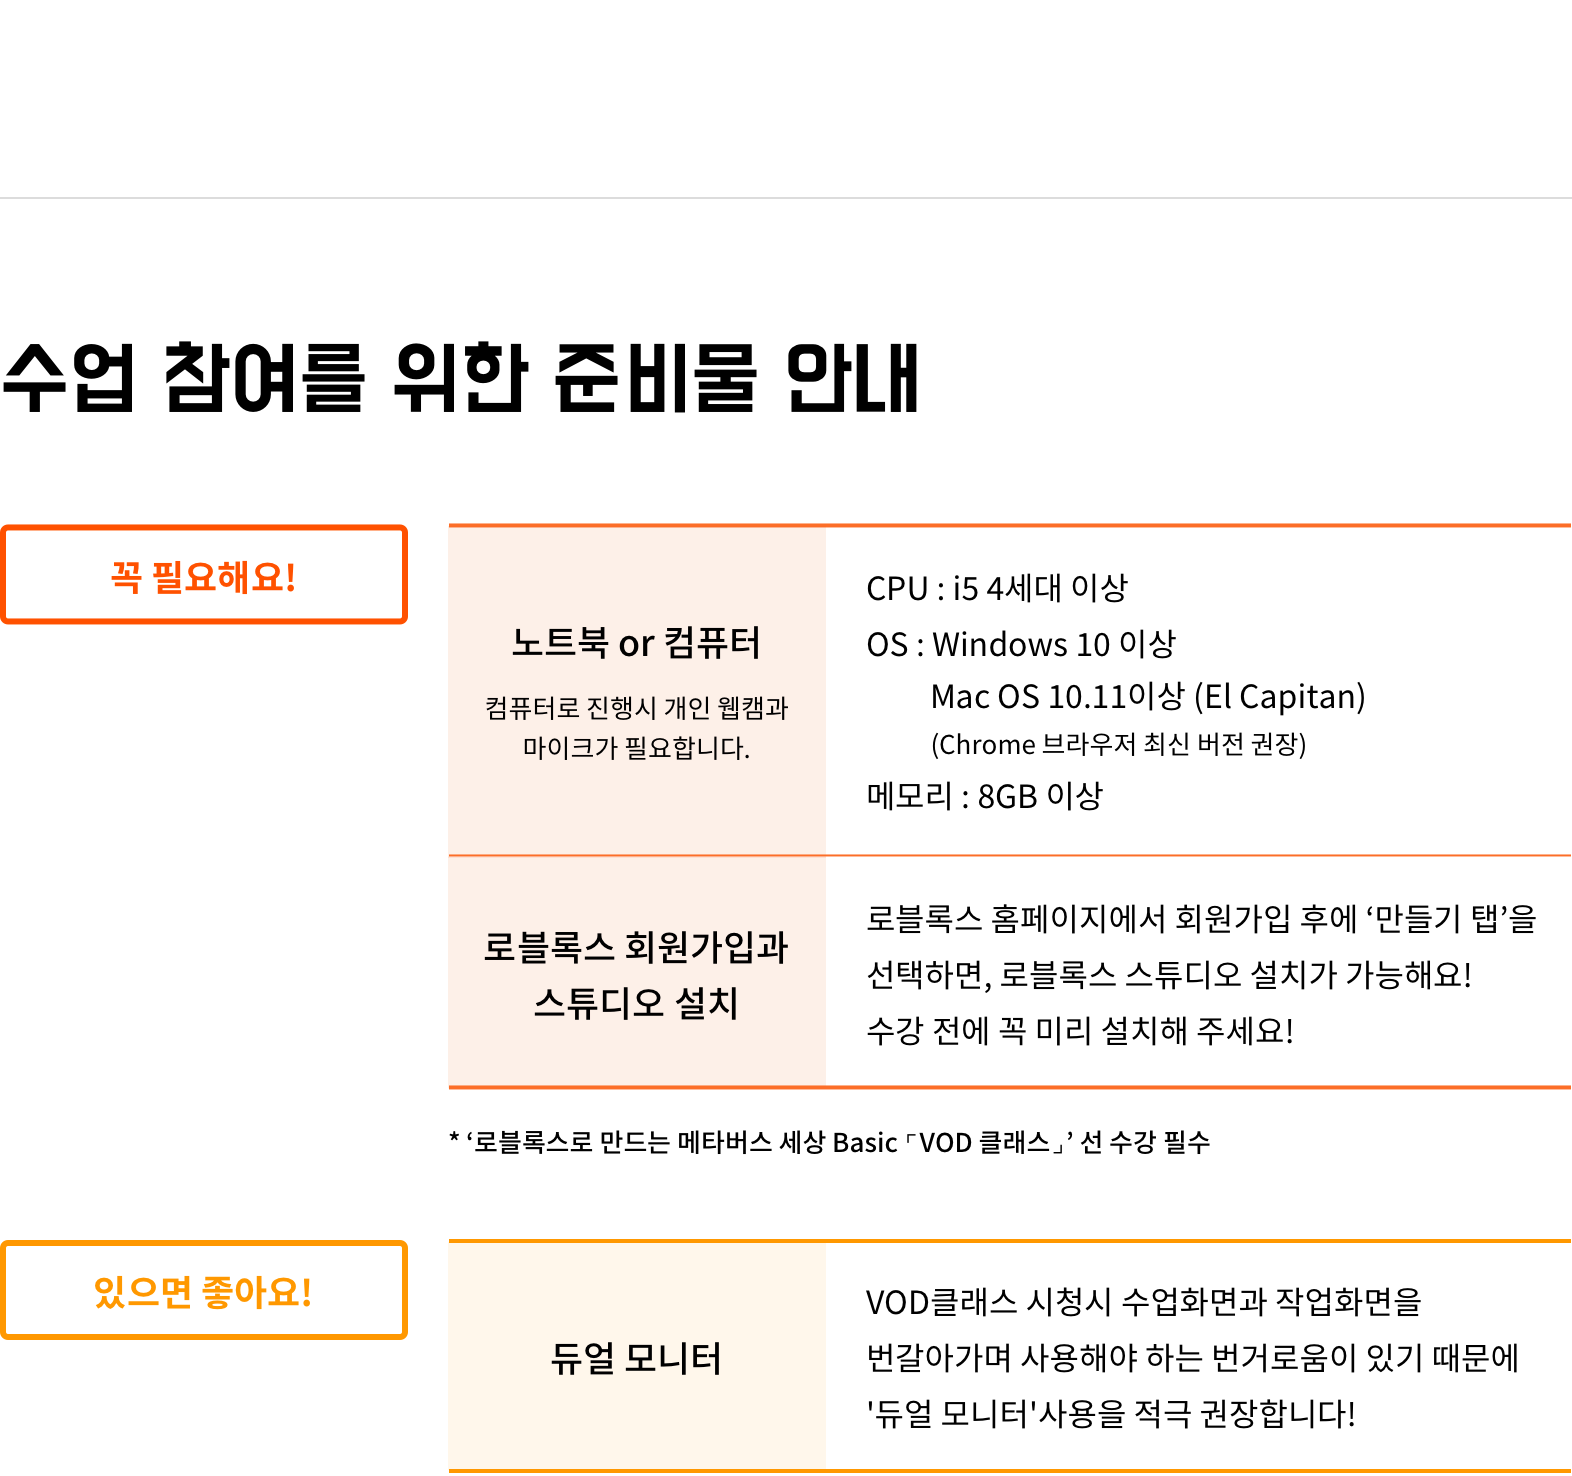 수업 참여를 위한 준비물 안내
꼭 필요해요!
노트북 or 컴퓨터
컴퓨터로 진행시 개인 웹캠과
마이크가 필요합니다.
CPU : i5 4세대 이상
OS : Windows 10 이상
Mac OS 10.11이상 (El Capitan)
(Chrome 브라우저 최신 버전 권장)
메모리 : 8GB 이상
로블록스 회원가입과
스튜디오 설치
로블록스 홈페이지에서 회원가입 후에 ‘만들기 탭’을
선택하면, 로블록스 스튜디오 설치가 가능해요!
수강 전에 꼭 미리 설치해 주세요!
* ‘로블록스로 만드는 메타버스 세상 Basic「VOD 클래스」’ 선 수강 필수
있으면 좋아요!
듀얼 모니터
VOD클래스 시청시 수업화면과 작업화면을
번갈아가며 사용해야 하는 번거로움이 있기 때문에
'듀얼 모니터'사용을 적극 권장합니다!